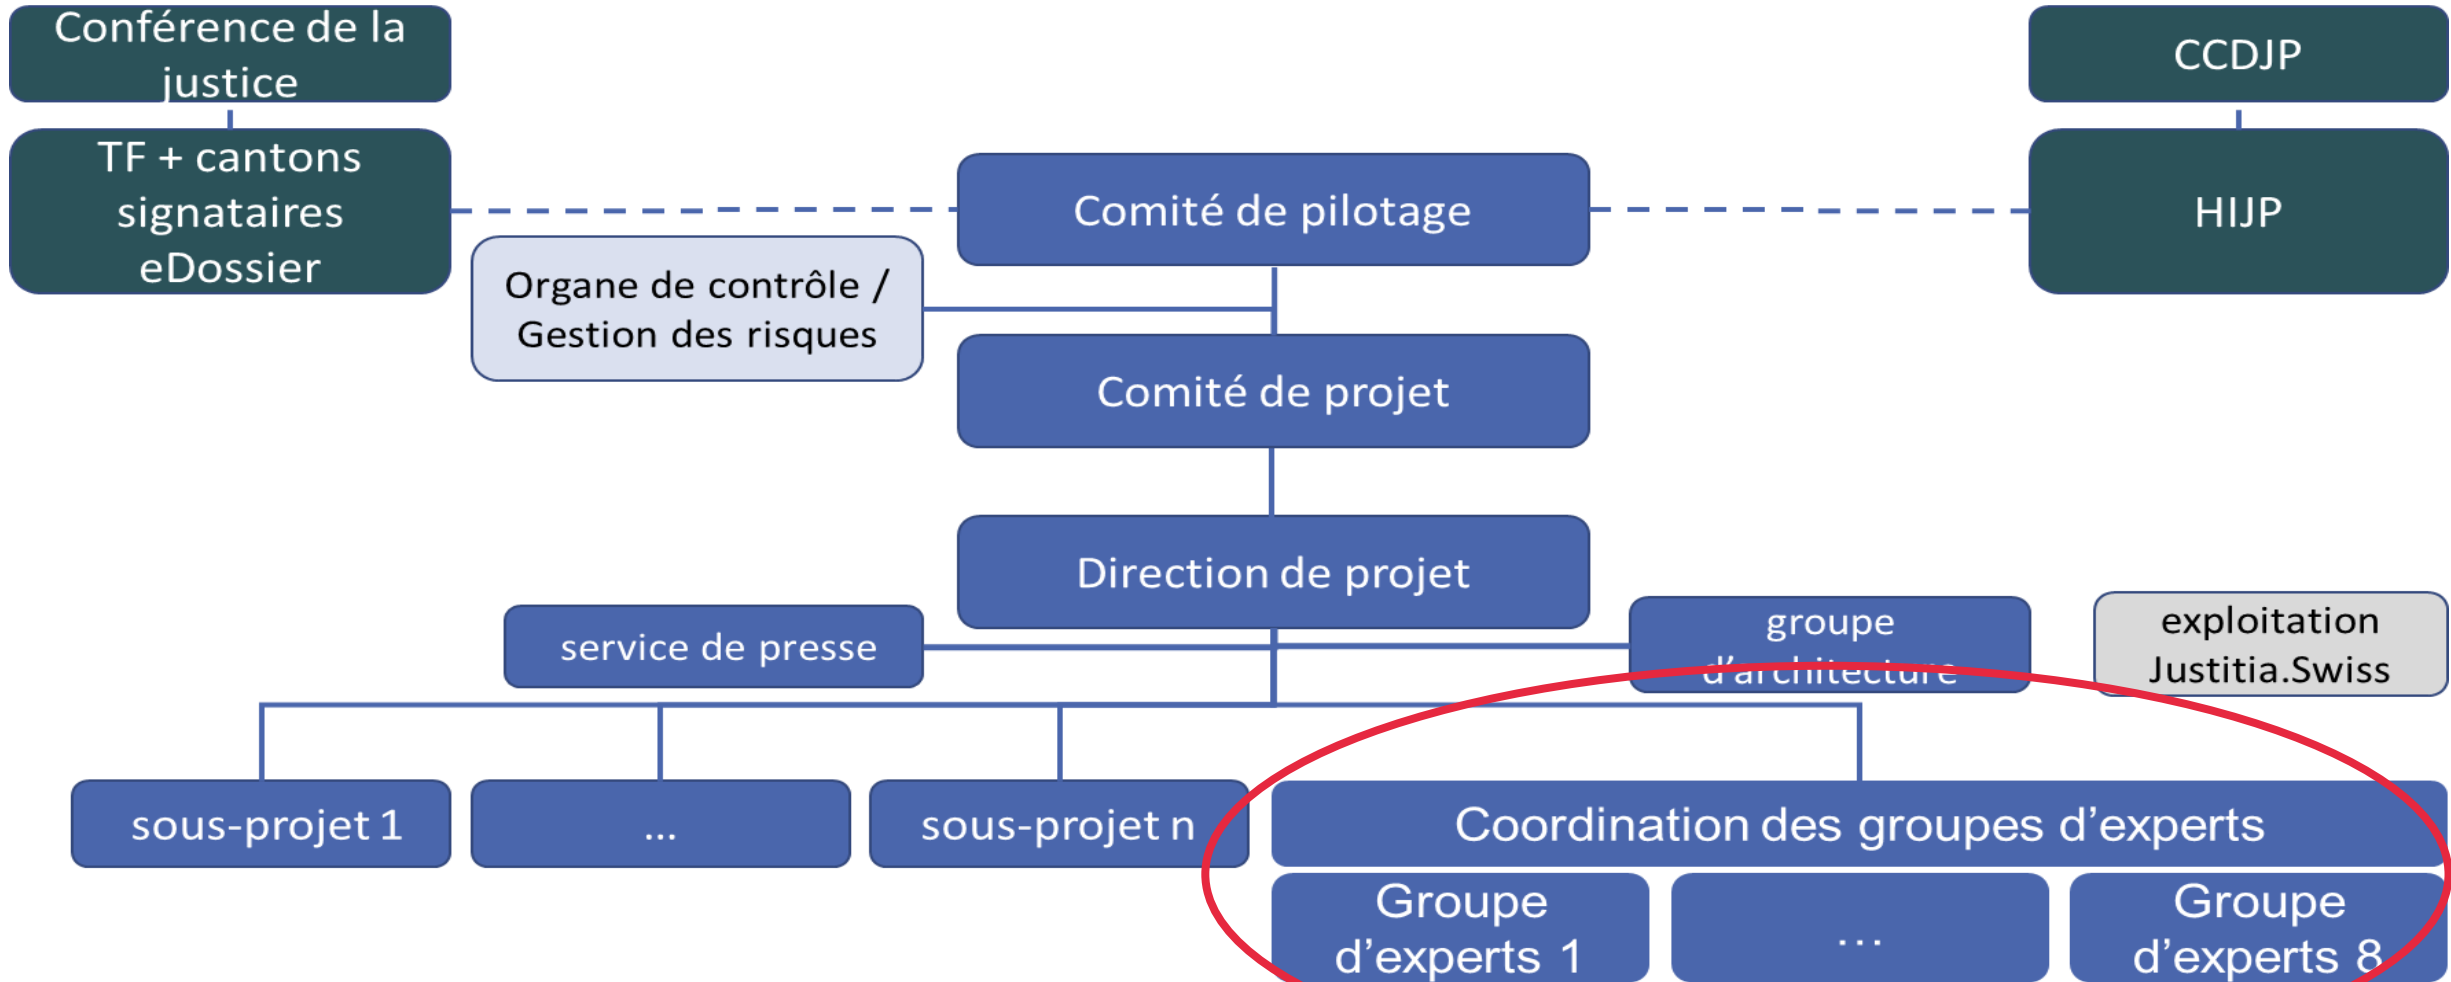 Conférence de la
justice
CCDJP
TF + cantons
signataires
eDossier
Comité de pilotage
HIJP
Organe de contrôle /
Gestion des risques
Comité de projet
Direction de projet
service de presse
groupe
d’architecture
exploitation
Justitia.Swiss
sous-projet 1
...
sous-projet n
Coordination des groupes d’experts
Groupe
d’experts 1
...
Groupe
d’experts 8